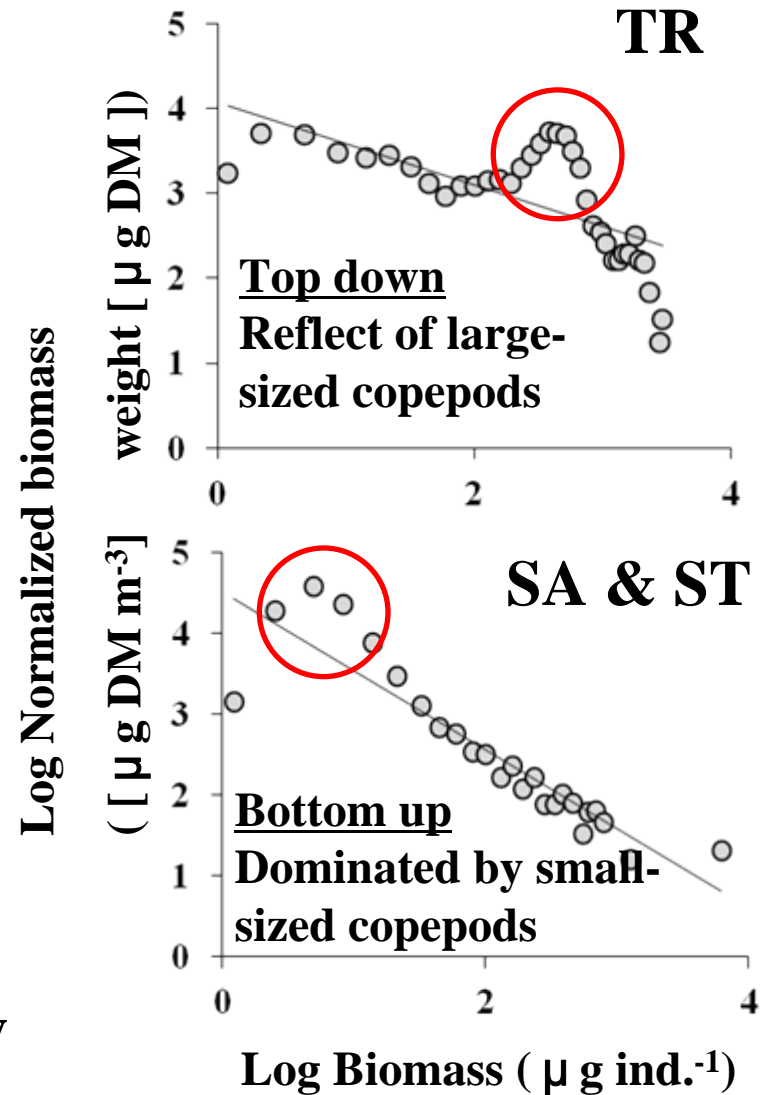 TR
5
4
3
2
1
0
0
2
4
Top down
Reflect of large-
sized copepods
Log Normalized biomass
( [ μ g DM m-3]
weight [ μ g DM ])
SA & ST
5
4
3
2
1
0
0
2
4
Bottom up
Dominated by small-
sized copepods
Log Biomass ( μ g ind.-1)